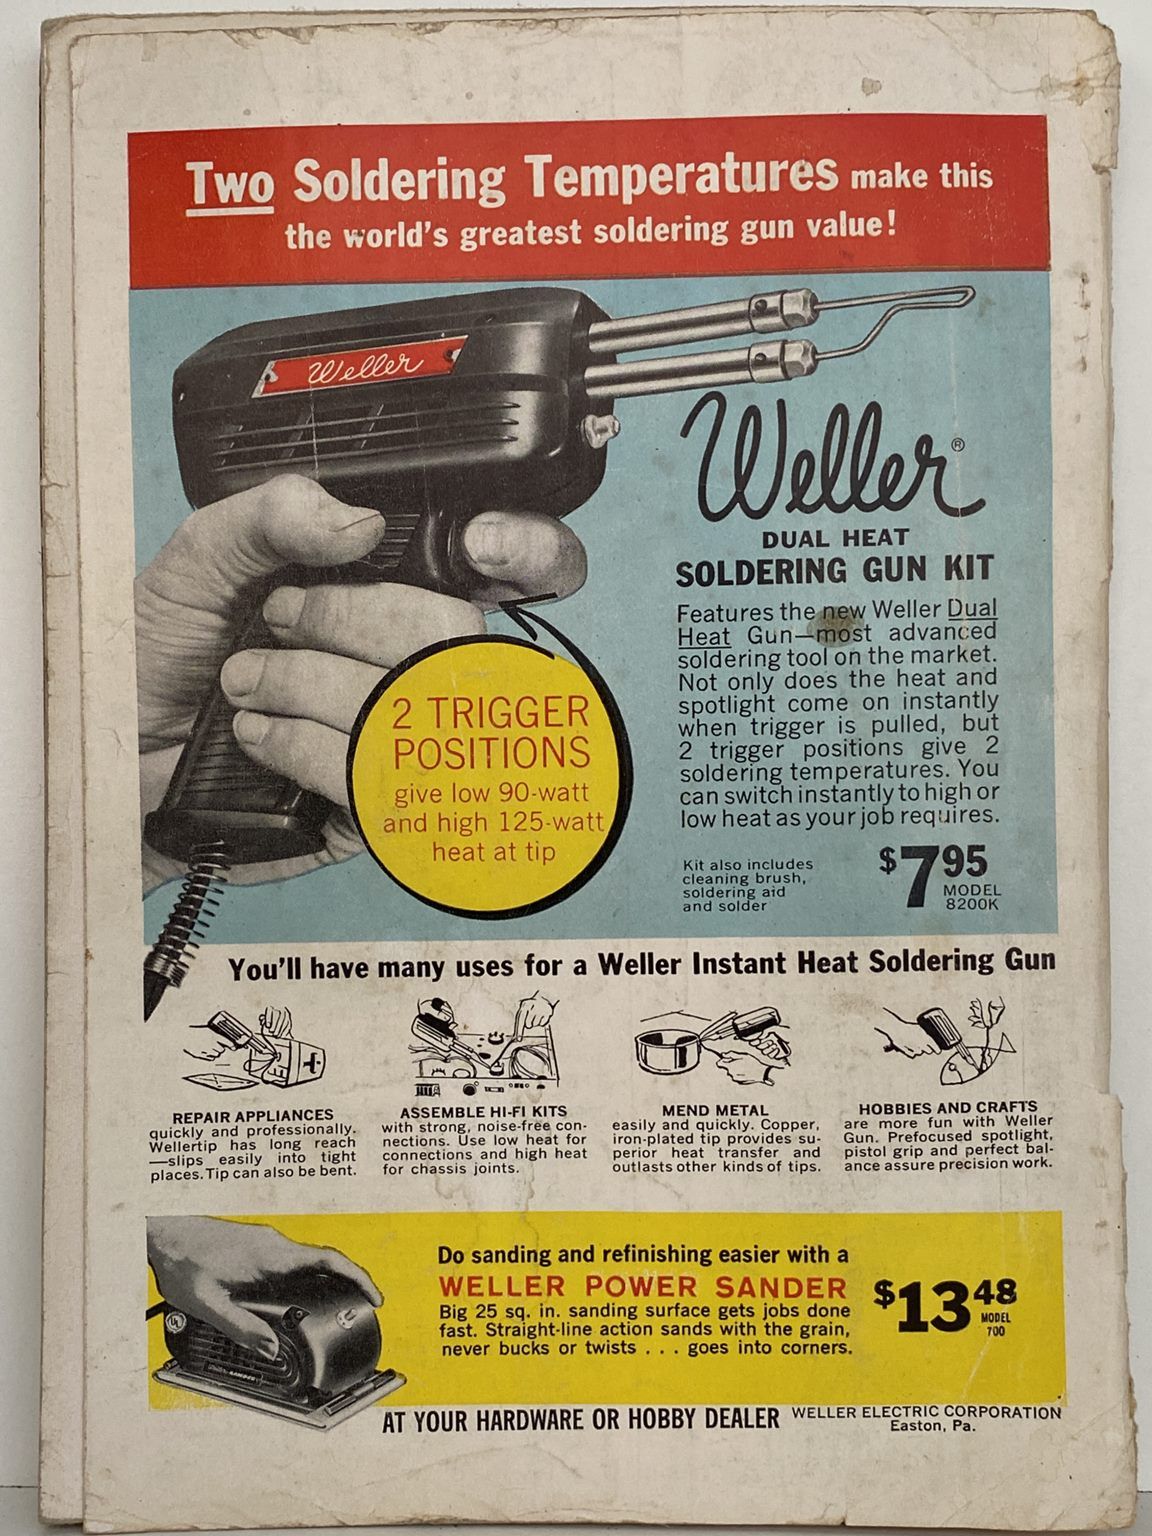 Two Soldering Temperatures make this
the world's greatest soldering gun value!
Weller
Weller®
DUAL HEAT
SOLDERING GUN KIT
Features the new Weller Dual
Heat Gun—most advanced
soldering tool on the market.
Not only does the heat and
spotlight come on instantly
when trigger is pulled, but
2 trigger positions give 2
soldering temperatures. You
can switch instantly to high or
low heat as your job requires.
2 TRIGGER
POSITIONS
give low 90-watt
and high 125-watt
heat at tip
Kit also includes
cleaning brush,
soldering aid
and solder
$795
MODEL
8200K
You'll have many uses for a Weller Instant Heat Soldering Gun
REPAIR APPLIANCES
quickly and professionally.
Wellertip has long reach
—slips easily into tight
places. Tip can also be bent.
ASSEMBLE HI-FI KITS
with strong, noise-free con-
nections. Use low heat for
connections and high heat
for chassis joints.
MEND METAL
easily and quickly. Copper,
iron-plated tip provides su-
perior heat transfer and
outlasts other kinds of tips.
HOBBIES AND CRAFTS
are more fun with Weller
Gun. Prefocused spotlight,
pistol grip and perfect bal-
ance assure precision work.
UL
Do sanding and refinishing easier with a
WELLER POWER SANDER
Big 25 sq. in. sanding surface gets jobs done
fast. Straight-line action sands with the grain,
never bucks or twists . . . goes into corners.
$13 48
MODEL
700
AT YOUR HARDWARE OR HOBBY DEALER
WELLER ELECTRIC CORPORATION
Easton, Pa.